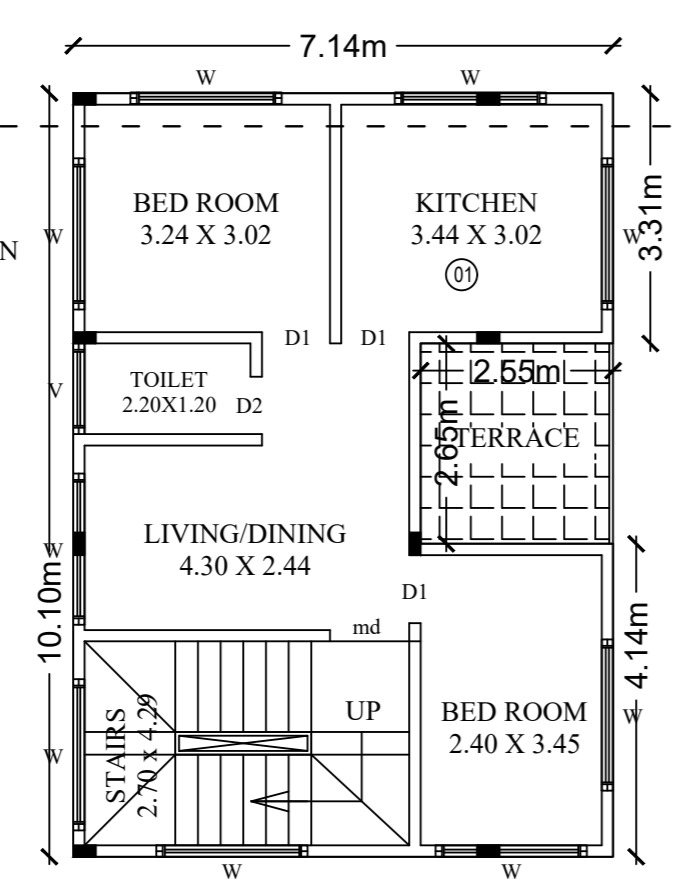 7.14m
W
W
BED ROOM
3.24 X 3.02
KITCHEN
3.44 X 3.02
01
W
N
W
3.31m
D1
D1
TOILET
2.20X1.20
D2
V
2.55m
2.65m
TERRACE
LIVING/DINING
4.30 X 2.44
W
10.10m
D1
md
4.14m
UP
BED ROOM
2.40 X 3.45
STAIRS
2.70 x 4.29
W
W
W
W